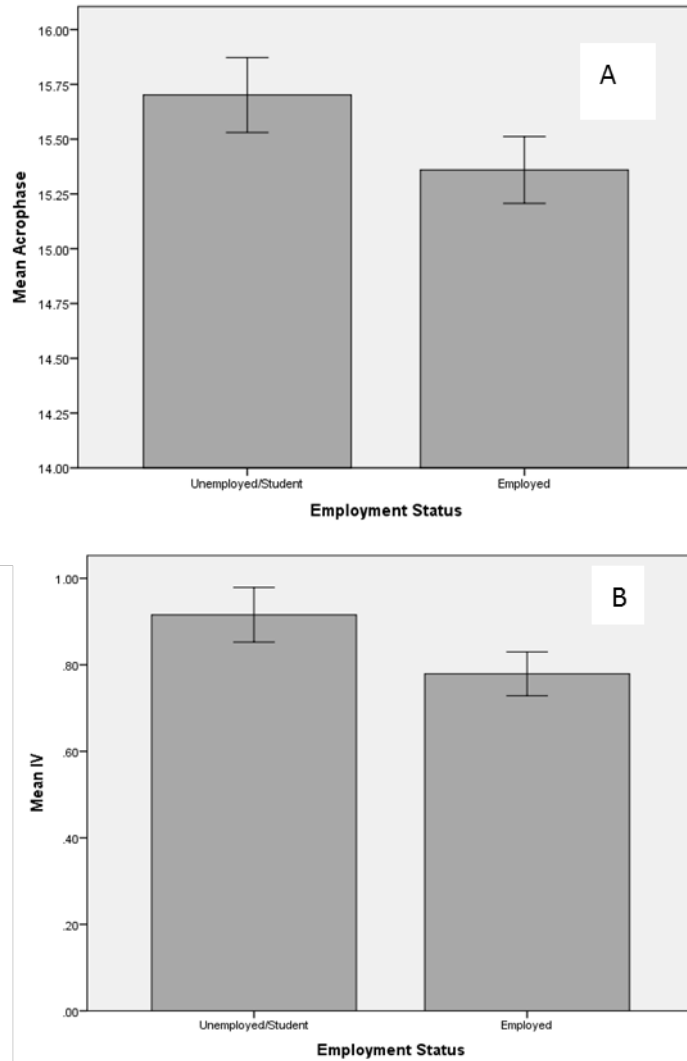 A
16.00
15.75
15.50
15.25
15.00
14.75
14.50
14.25
14.00
Mean Acrophase
Unemployed/Student Employed
Employment Status
B
1.00
.80
.60
.40
.20
.00
Mean IV
Unemployed/Student Employed
Employment Status